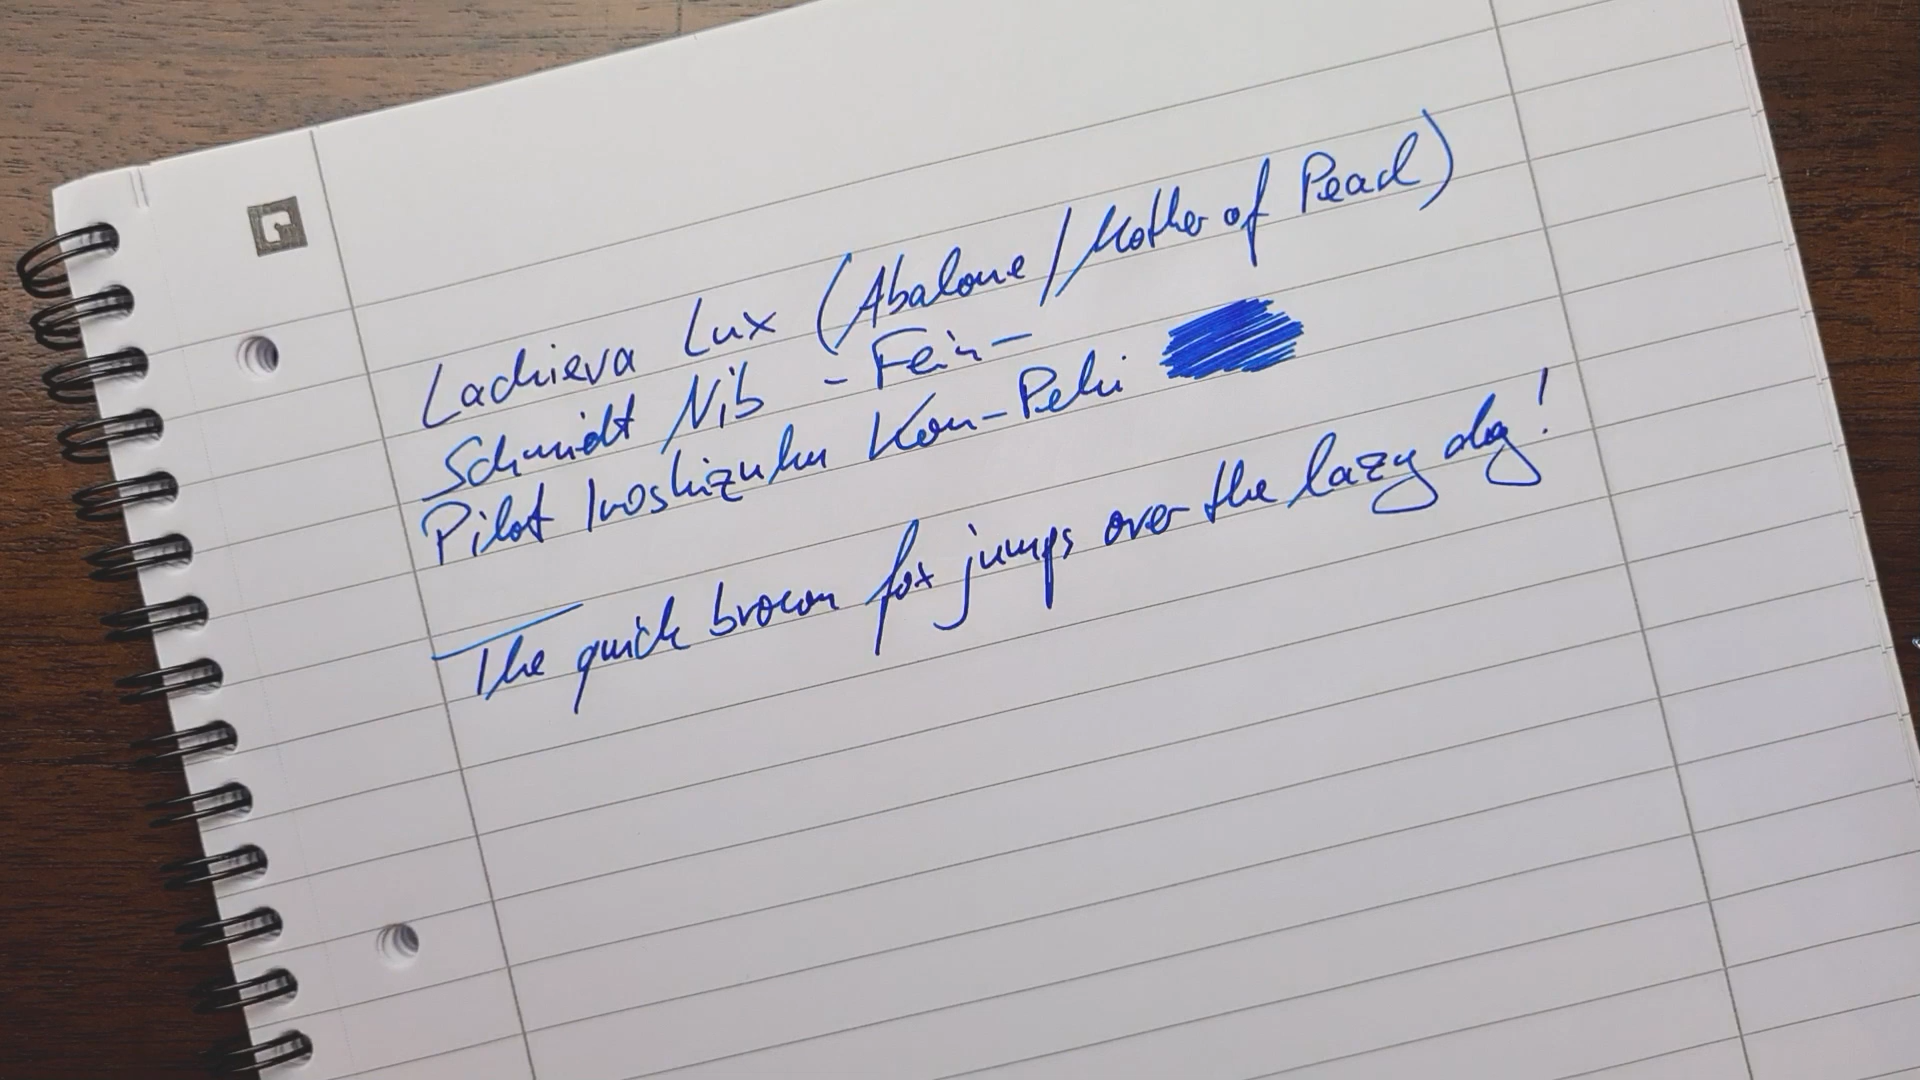 Lachieva Lux (Abalone / Mother of Pearl)
Schmidt Nib - Fein -
Pilot Iroshizuku Kon-Peki
The quick brown fox jumps over the lazy dog!